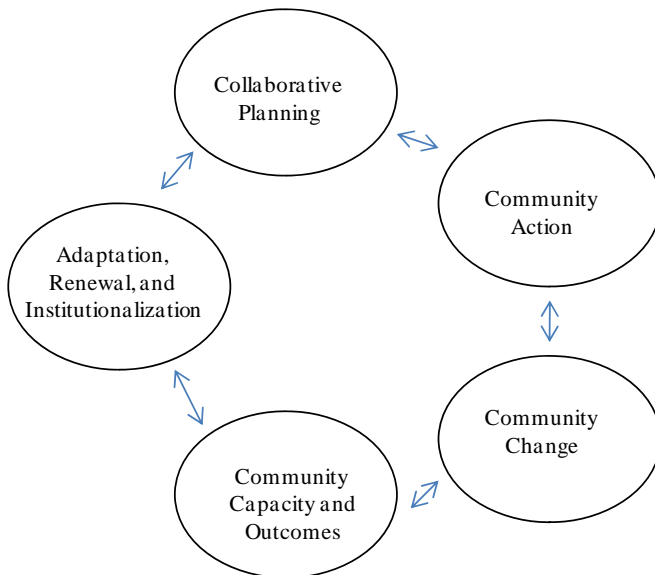 Collaborative
Planning
Community
Action
Adaptation,
Renewal, and
Institutionalization
Community
Change
Community
Capacity and
Outcomes